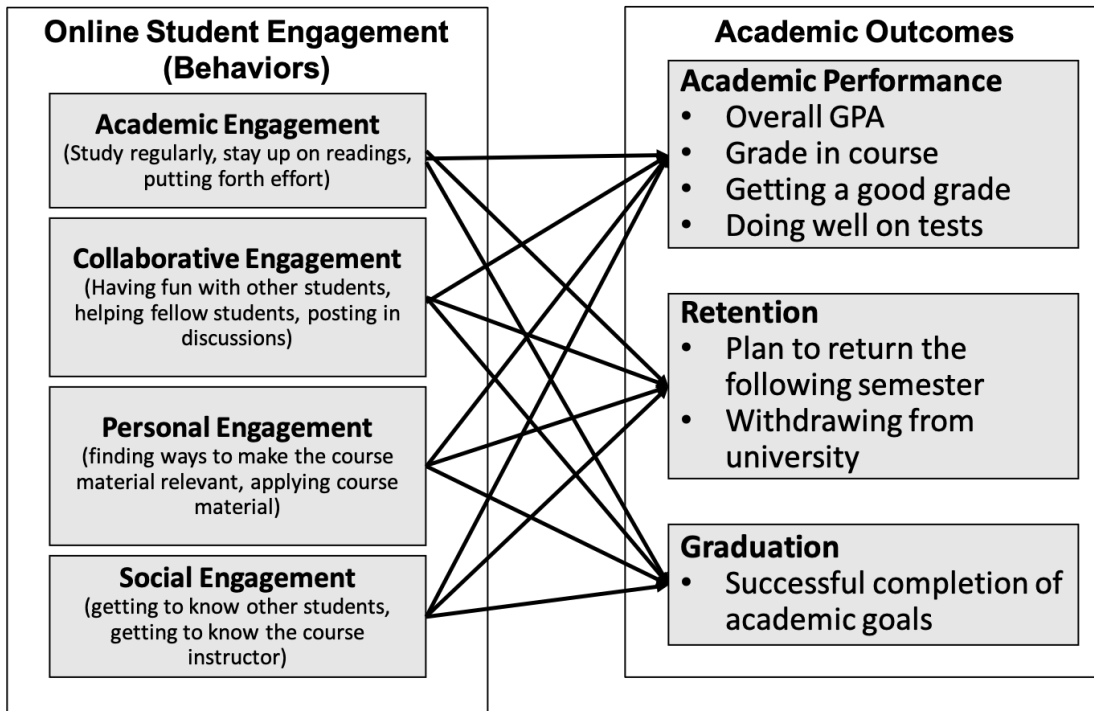 Online Student Engagement
(Behaviors)
Academic Engagement
(Study regularly, stay up on readings,
putting forth effort)
Collaborative Engagement
(Having fun with other students,
helping fellow students, posting in
discussions)
Personal Engagement
(finding ways to make the course
material relevant, applying course
material)
Social Engagement
(getting to know other students,
getting to know the course
instructor)
Academic Outcomes
Academic Performance
• Overall GPA
• Grade in course
• Getting a good grade
• Doing well on tests
Retention
• Plan to return the
following semester
• Withdrawing from
university
Graduation
• Successful completion of
academic goals